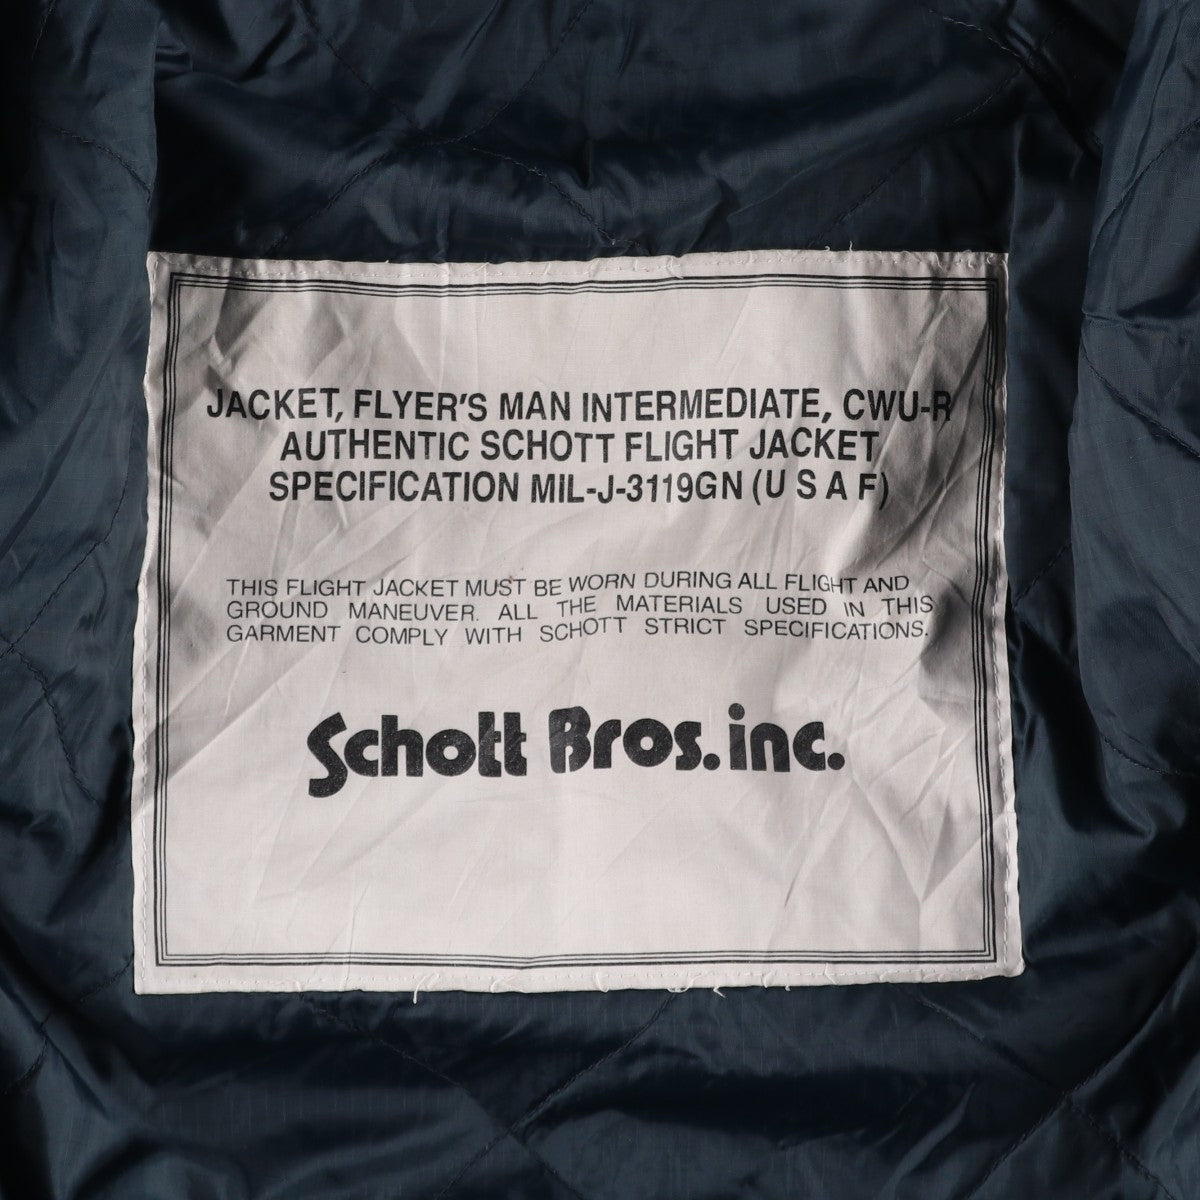 JACKET, FLYER'S MAN INTERMEDIATE, CWU-R
AUTHENTIC SCHOTT FLIGHT JACKET
SPECIFICATION MIL-J-3119GN (U S A F)
THIS FLIGHT JACKET MUST BE WORN DURING ALL FLIGHT AND
GROUND MANEUVER. ALL THE MATERIALS USED IN THIS
GARMENT COMPLY WITH SCHOTT STRICT SPECIFICATIONS.
Schott Bros. inc.